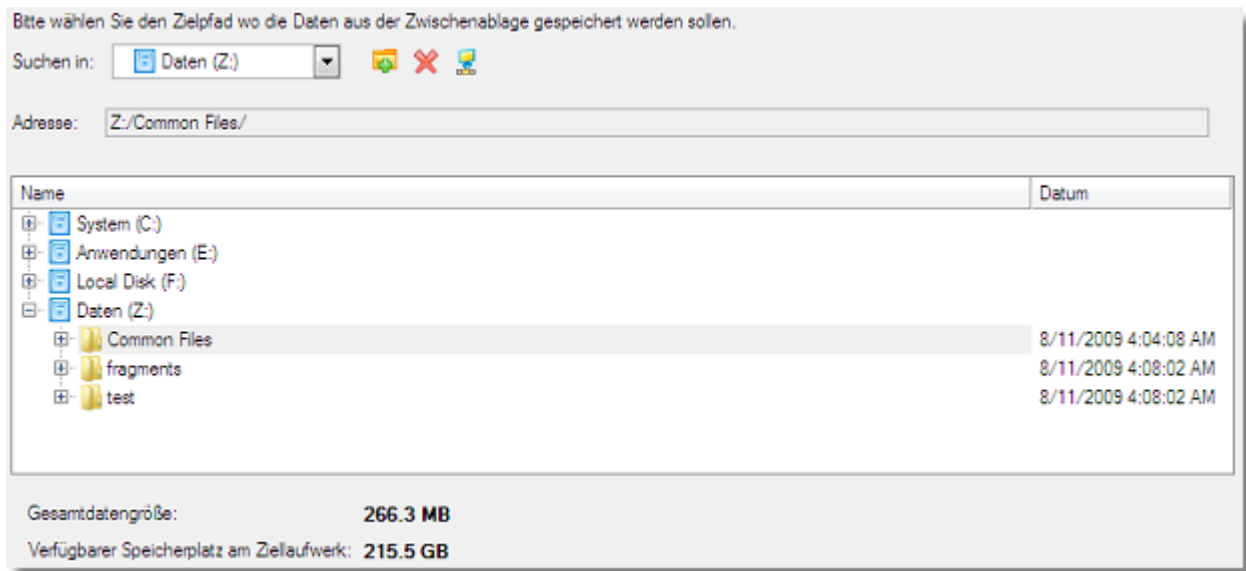 Bitte wählen Sie den Zielpfad wo die Daten aus der Zwischenablage gespeichert werden sollen.
Suchen in: Daten (Z:)
Adresse: Z:/Common Files/
Name Datum
System (C:)
Anwendungen (E:)
Local Disk (F:)
Daten (Z:)
Common Files 8/11/2009 4:04:08 AM
fragments 8/11/2009 4:08:02 AM
test 8/11/2009 4:08:02 AM
Gesamtdatengröße: 266.3 MB
Verfügbarer Speicherplatz am Ziellaufwerk: 215.5 GB